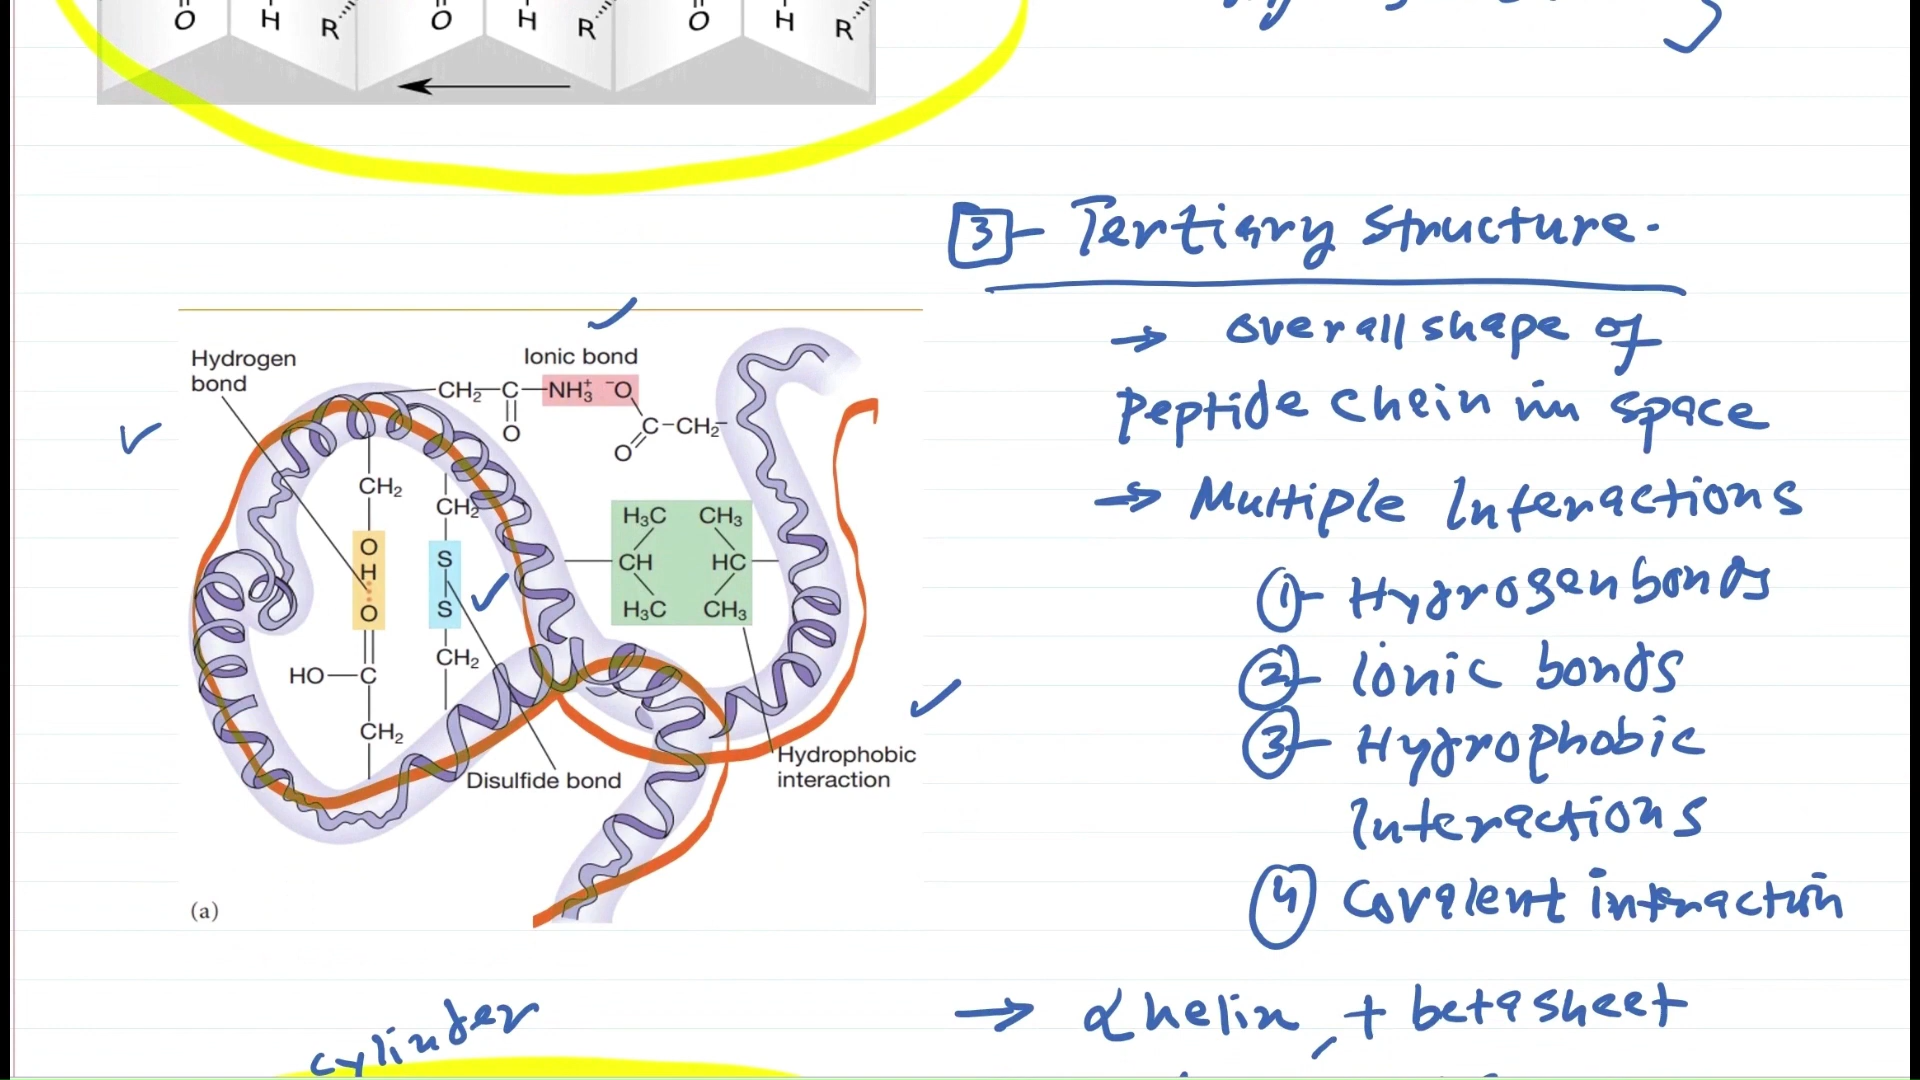 O H R O H R O H R
3 - Tertiary structure.
→ overall shape of
peptide chain in space
→ Multiple Interactions
① - Hydrogen bonds
② - Ionic bonds
③ - Hydrophobic
Interactions
④ Covalent interaction
→ αhelix + beta sheet
Hydrogen
bond
Ionic bond
CH₂—C—NH₃⁺ ⁻O
O
C—CH₂
O
CH₂
O
H
O
HO—C
CH₂
CH₂
S
S
CH₂
Disulfide bond
H₃C CH₃
CH HC
H₃C CH₃
Hydrophobic
interaction
(a)
cylinder